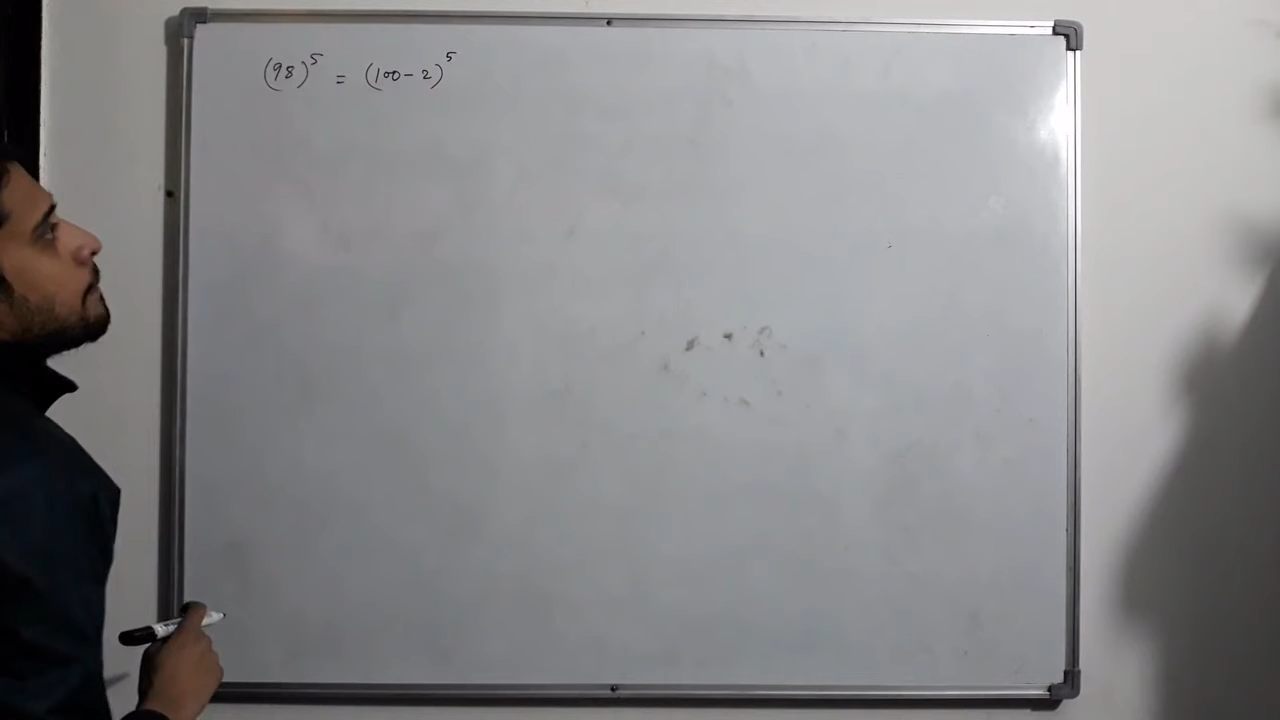 (98)⁵ = (100-2)⁵